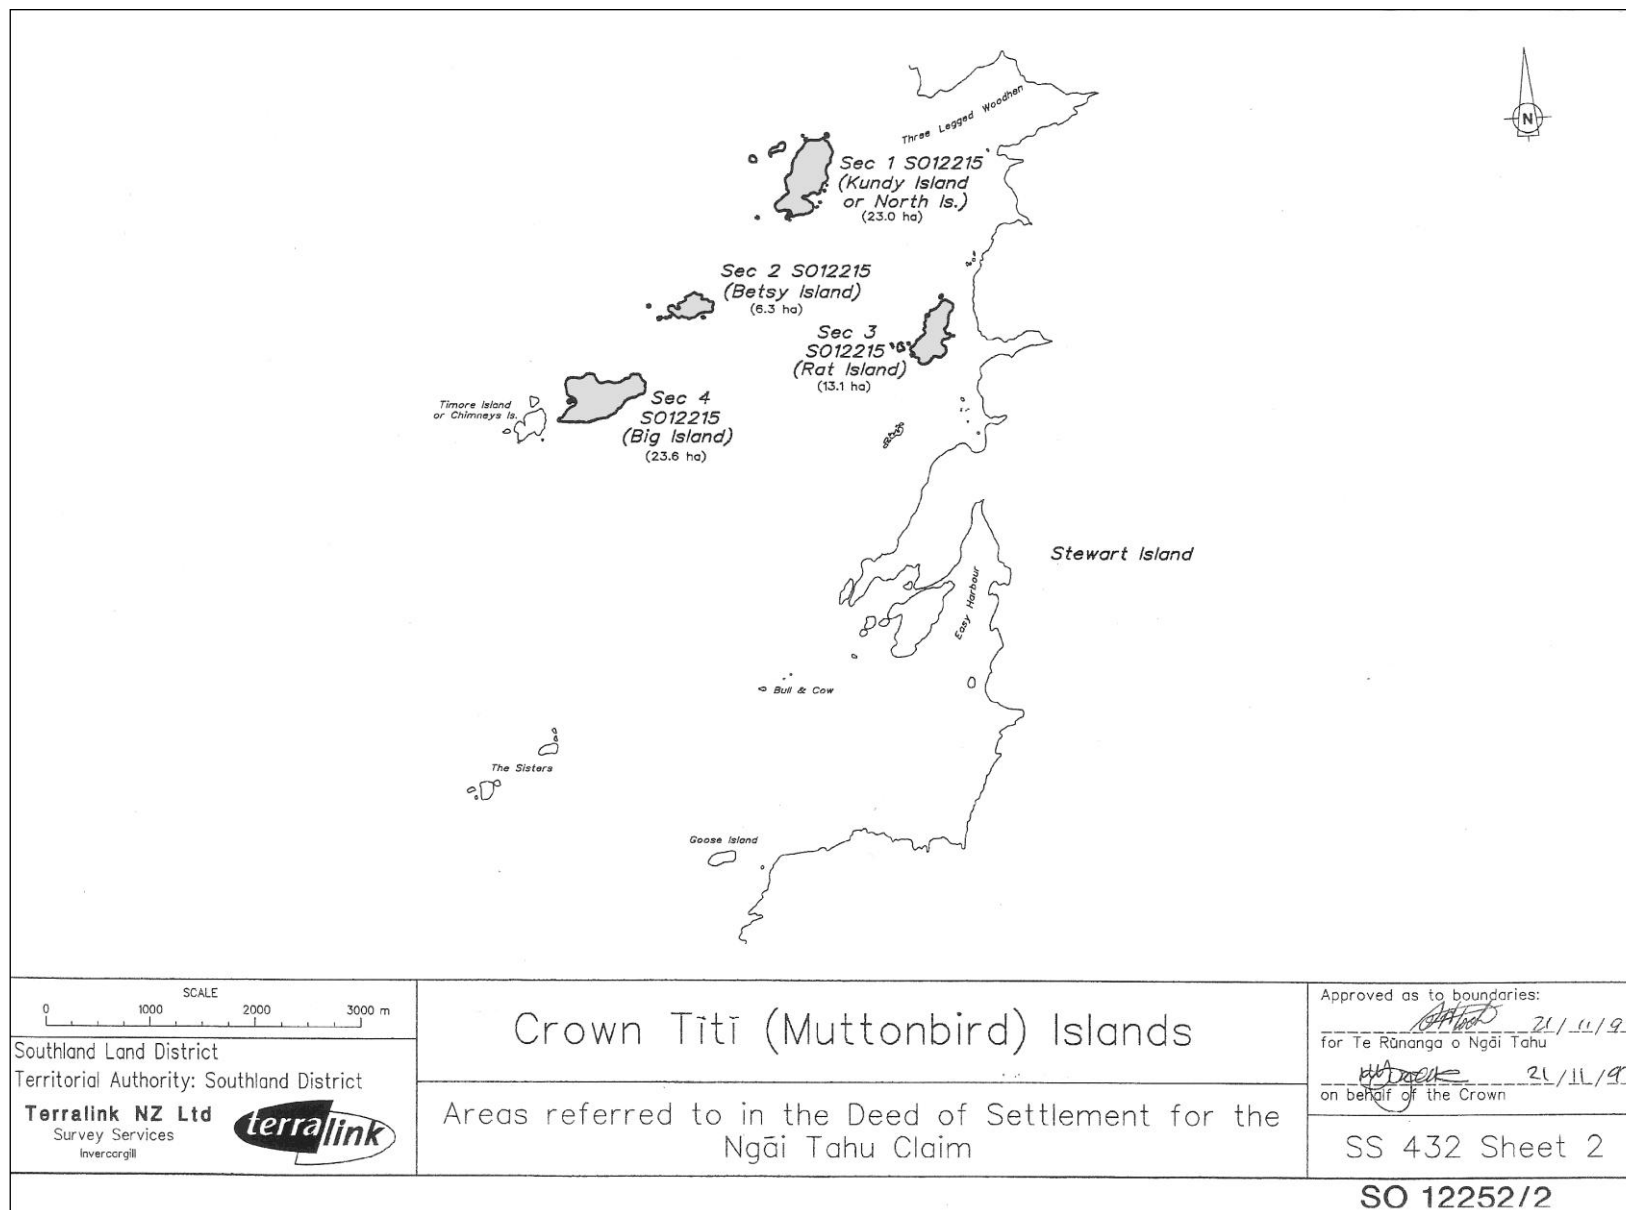 Three Legged Woodhen
N
Sec 1 SO12215
(Kundy Island
or North Is.)
(23.0 ha)
Sec 2 SO12215
(Betsy Island)
(6.3 ha)
Sec 3
SO12215
(Rat Island)
(13.1 ha)
Timore Island
or Chimneys Is.
Sec 4
SO12215
(Big Island)
(23.6 ha)
Stewart Island
Easy Harbour
Bull & Cow
The Sisters
Goose Island
SCALE
0 1000 2000 3000 m
Southland Land District
Territorial Authority: Southland District
Terralink NZ Ltd
Survey Services
Invercargill
terralink
Crown Tītī (Muttonbird) Islands
Areas referred to in the Deed of Settlement for the
Ngāi Tahu Claim
Approved as to boundaries:
21/11/9
for Te Rūnanga o Ngāi Tahu
21/11/9
on behalf of the Crown
SS 432 Sheet 2
SO 12252/2